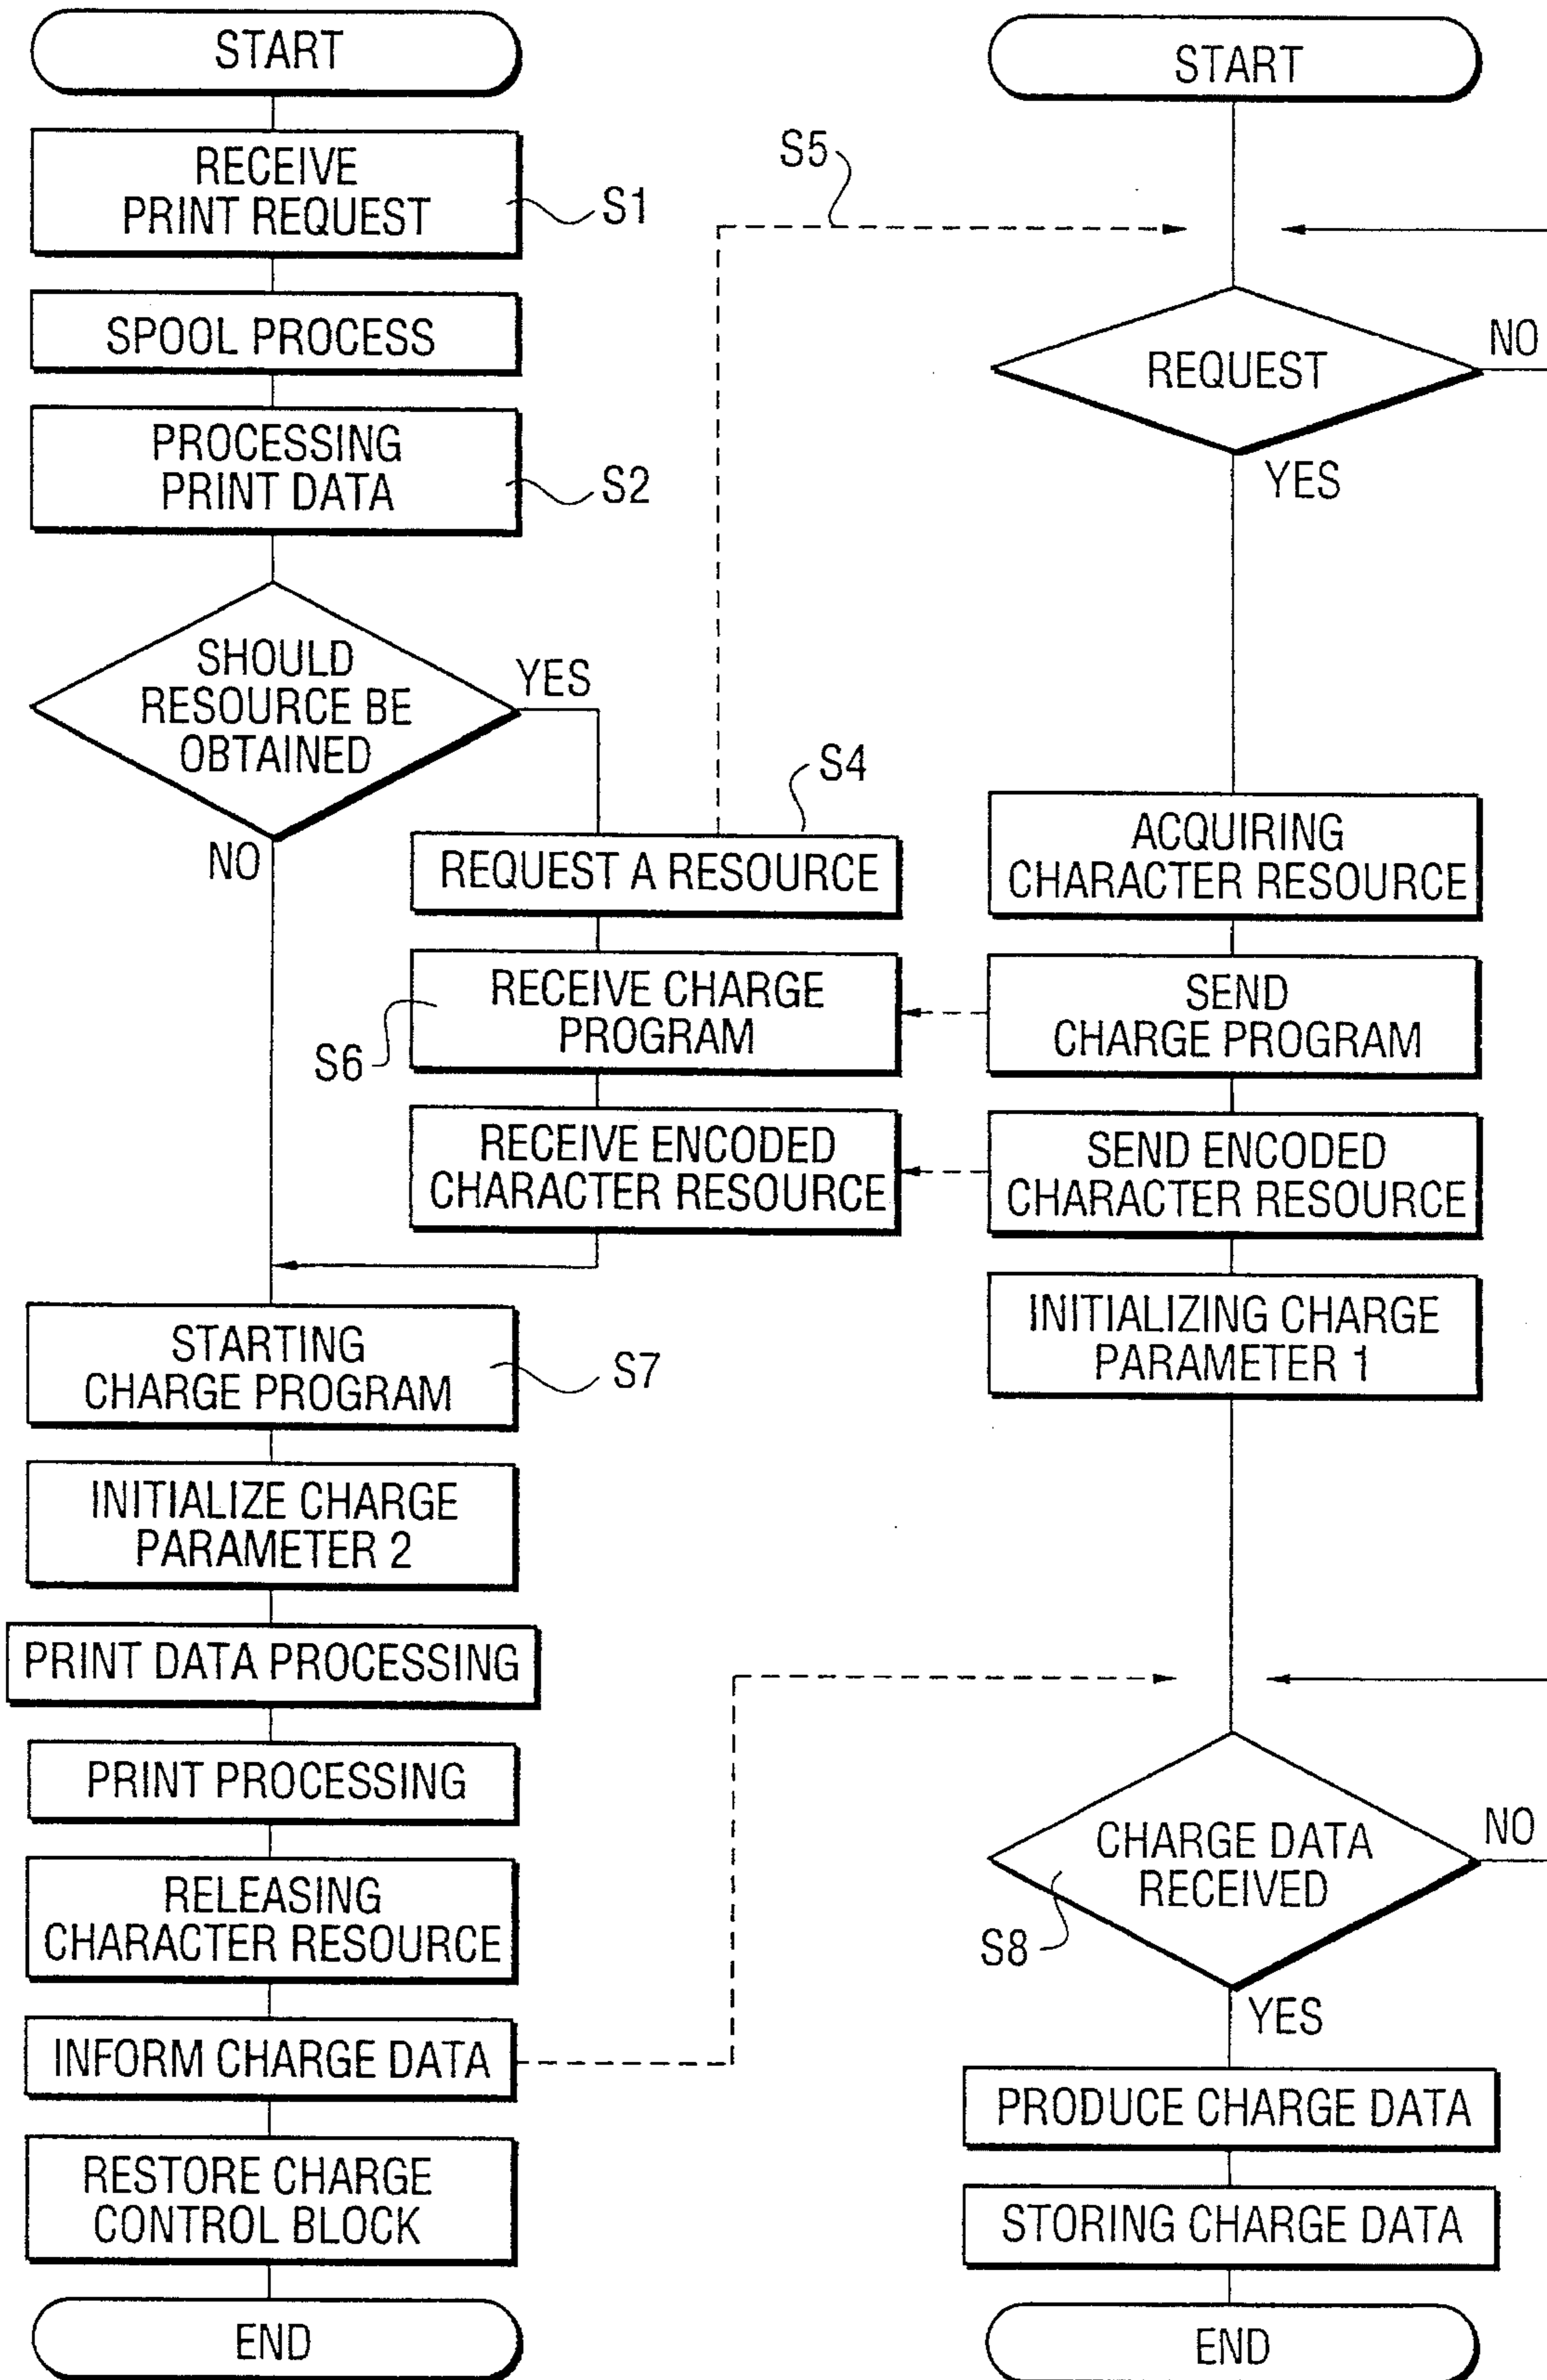 START
RECEIVE
PRINT REQUEST
S1
SPOOL PROCESS
PROCESSING
PRINT DATA
S2
SHOULD
RESOURCE BE
OBTAINED
YES
NO
S4
REQUEST A RESOURCE
RECEIVE CHARGE
PROGRAM
S6
RECEIVE ENCODED
CHARACTER RESOURCE
STARTING
CHARGE PROGRAM
S7
INITIALIZE CHARGE
PARAMETER 2
PRINT DATA PROCESSING
PRINT PROCESSING
RELEASING
CHARACTER RESOURCE
INFORM CHARGE DATA
RESTORE CHARGE
CONTROL BLOCK
END
START
S5
REQUEST
NO
YES
ACQUIRING
CHARACTER RESOURCE
SEND
CHARGE PROGRAM
SEND ENCODED
CHARACTER RESOURCE
INITIALIZING CHARGE
PARAMETER 1
CHARGE DATA
RECEIVED
NO
S8
YES
PRODUCE CHARGE DATA
STORING CHARGE DATA
END